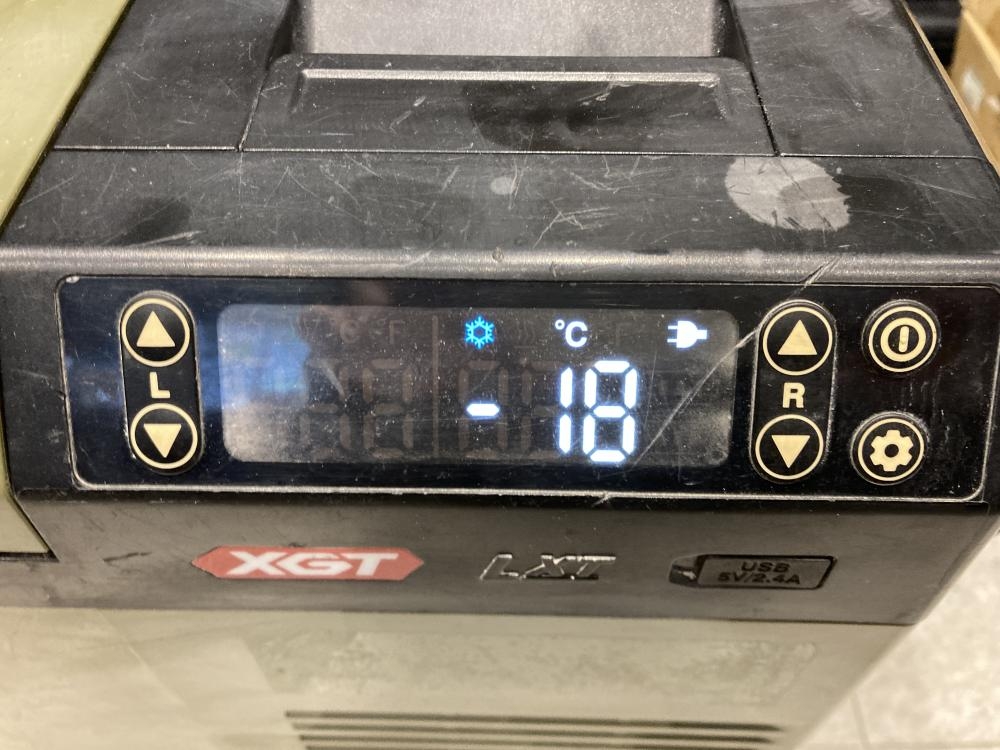 °C
L
-18
R
XGT
LXT
USB
5V/2.4A